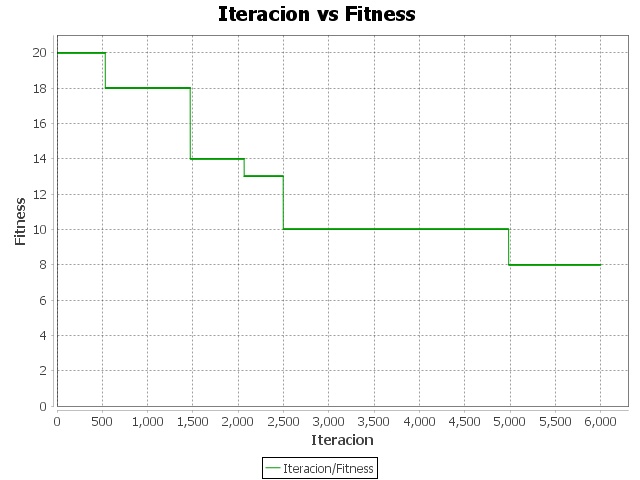 Iteracion vs Fitness
Fitness
20
18
16
14
12
10
8
6
4
2
0
0 500 1,000 1,500 2,000 2,500 3,000 3,500 4,000 4,500 5,000 5,500 6,000
Iteracion
Iteracion/Fitness